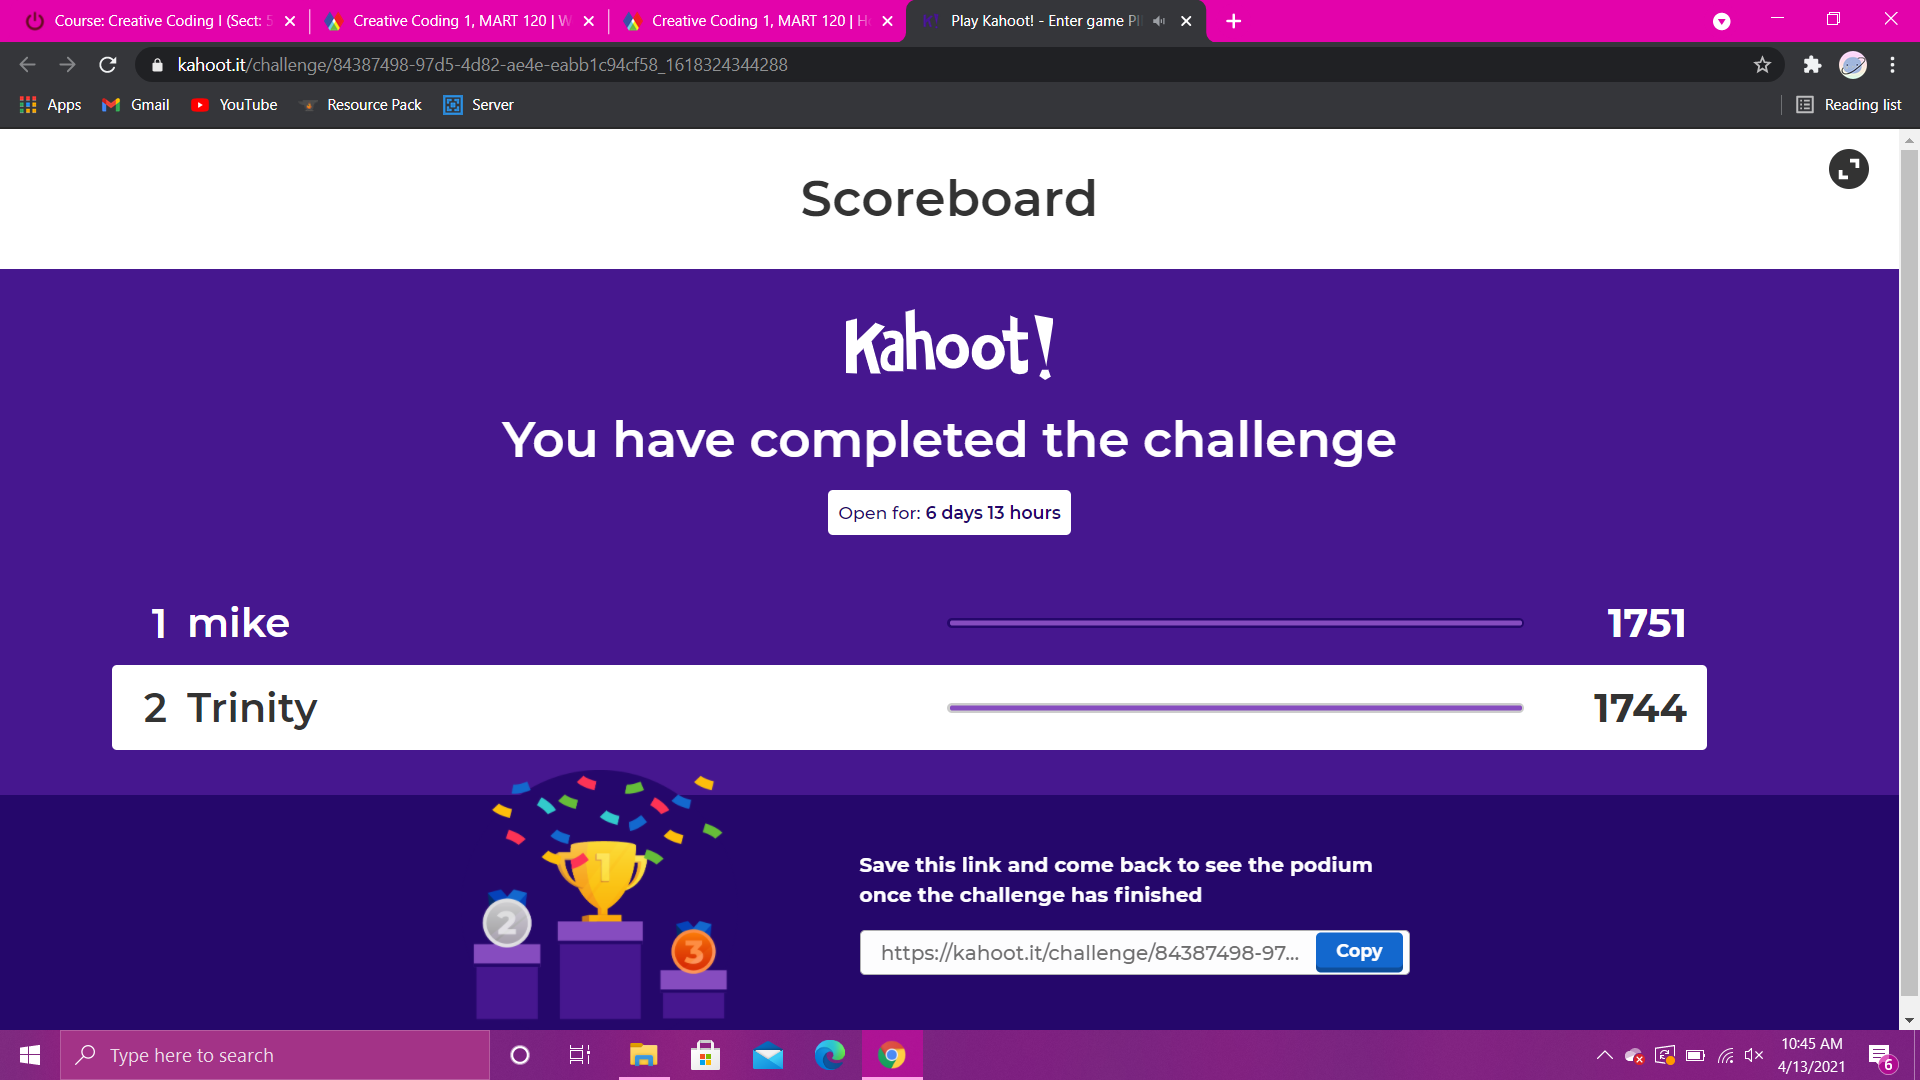 Course: Creative Coding I (Sect: 5
Creative Coding 1, MART 120 | W
Creative Coding 1, MART 120 | H
Play Kahoot! - Enter game PI
kahoot.it/challenge/84387498-97d5-4d82-ae4e-eabb1c94cf58_1618324344288
Apps
Gmail
YouTube
Resource Pack
Server
Reading list
Scoreboard
Kahoot!
You have completed the challenge
Open for: 6 days 13 hours
1 mike 1751
2 Trinity 1744
1
2
3
Save this link and come back to see the podium
once the challenge has finished
https://kahoot.it/challenge/84387498-97...
Copy
Type here to search
10:45 AM
4/13/2021
6